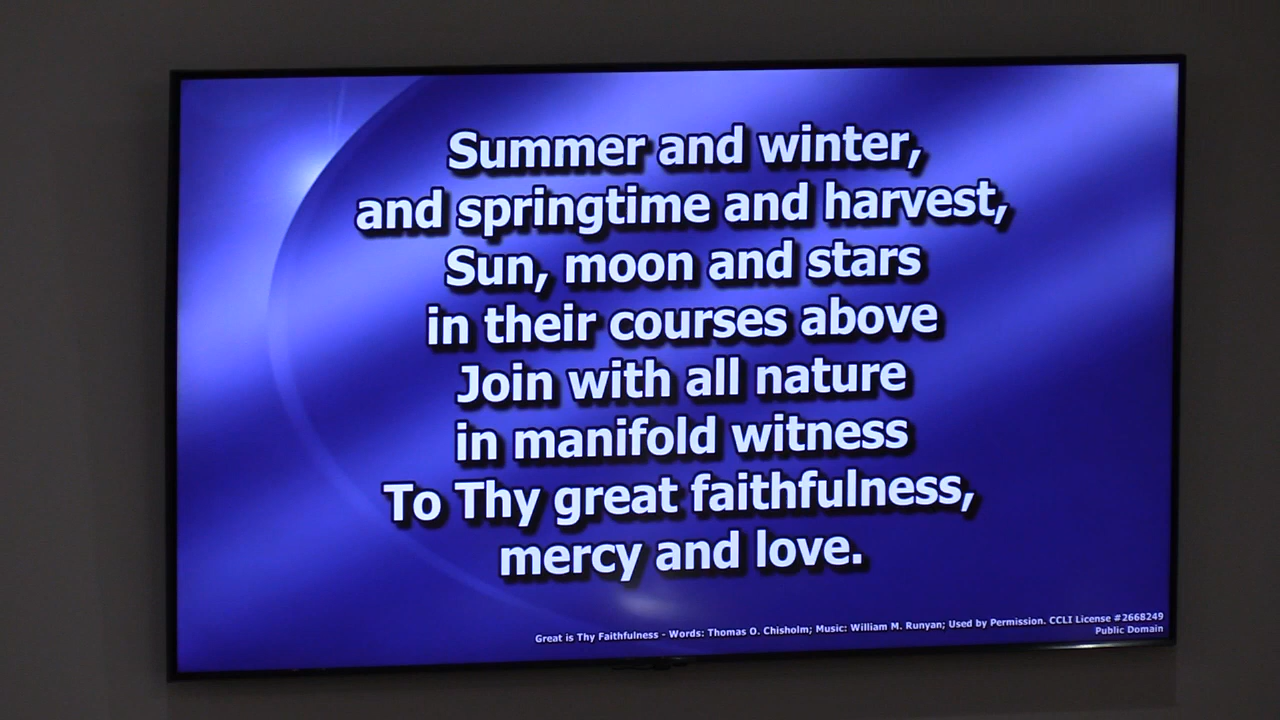 Summer and winter,
and springtime and harvest,
Sun, moon and stars
in their courses above
Join with all nature
in manifold witness
To Thy great faithfulness,
mercy and love.
Great is Thy Faithfulness - Words: Thomas O. Chisholm; Music: William M. Runyan; Used by Permission. CCLI License #2668249
Public Domain